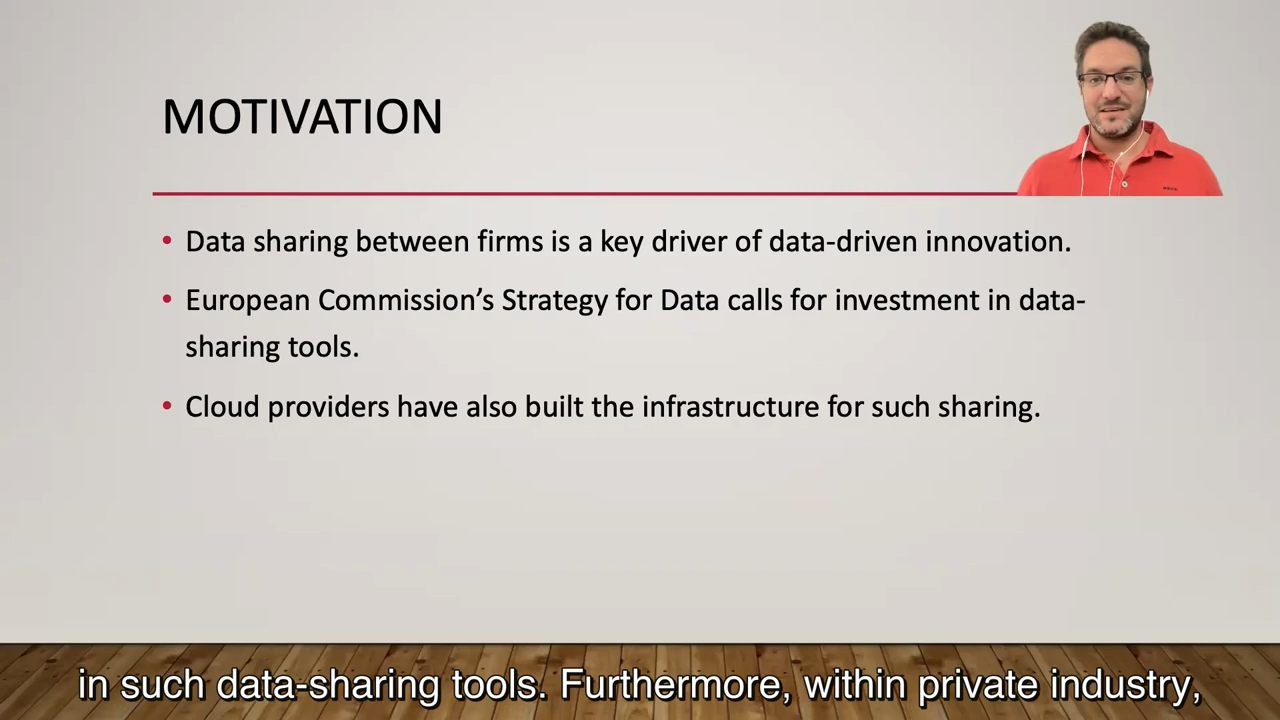 MOTIVATION
• Data sharing between firms is a key driver of data-driven innovation.
• European Commission’s Strategy for Data calls for investment in data-
sharing tools.
• Cloud providers have also built the infrastructure for such sharing.
in such data-sharing tools. Furthermore, within private industry,